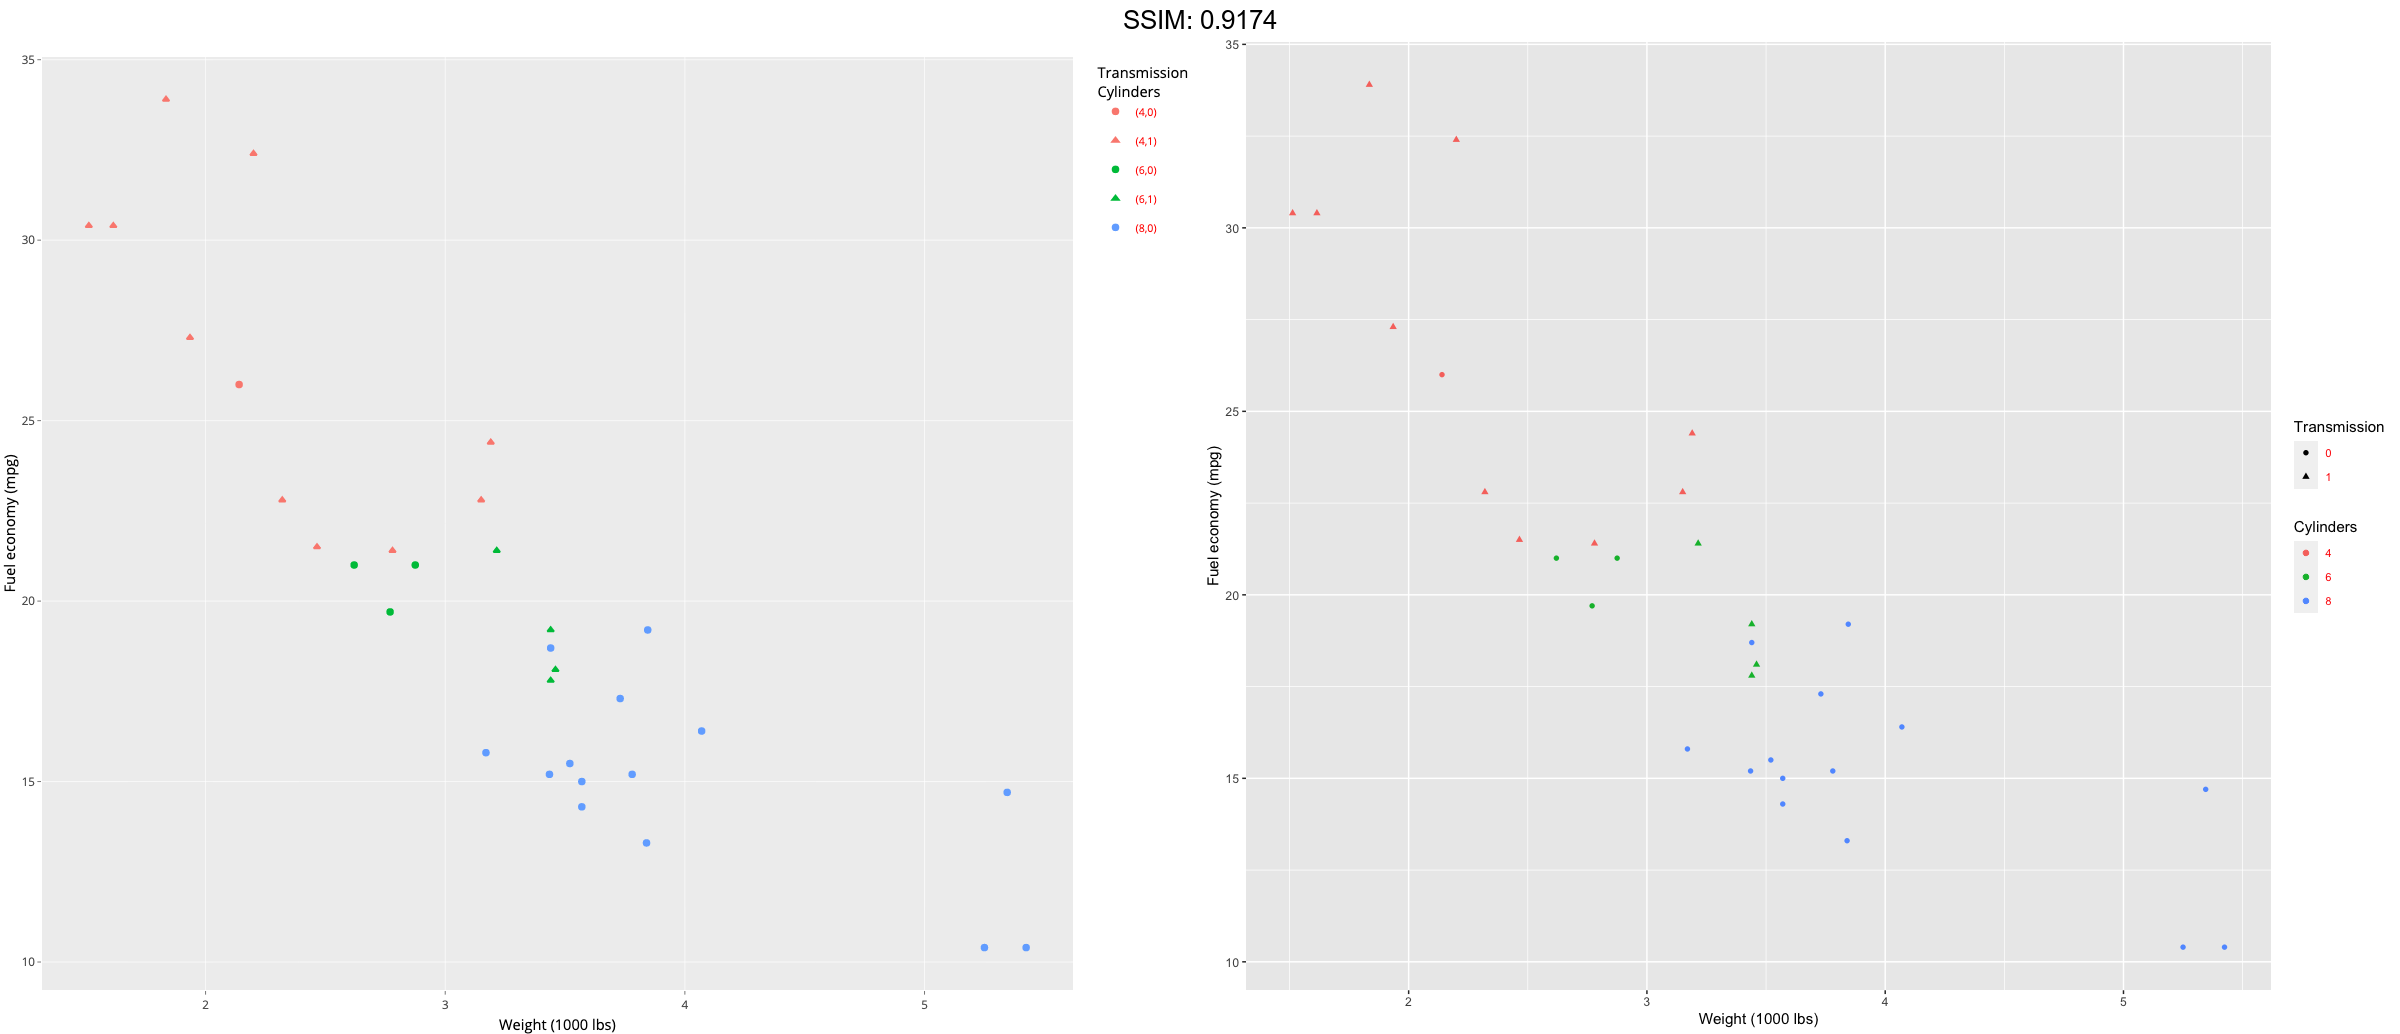 SSIM: 0.9174
35
30
25
20
15
10
Fuel economy (mpg)
2 3 4 5
Weight (1000 lbs)
Transmission
Cylinders
(4,0)
(4,1)
(6,0)
(6,1)
(8,0)
35
30
25
20
15
10
Fuel economy (mpg)
2 3 4 5
Weight (1000 lbs)
Transmission
0
1
Cylinders
4
6
8